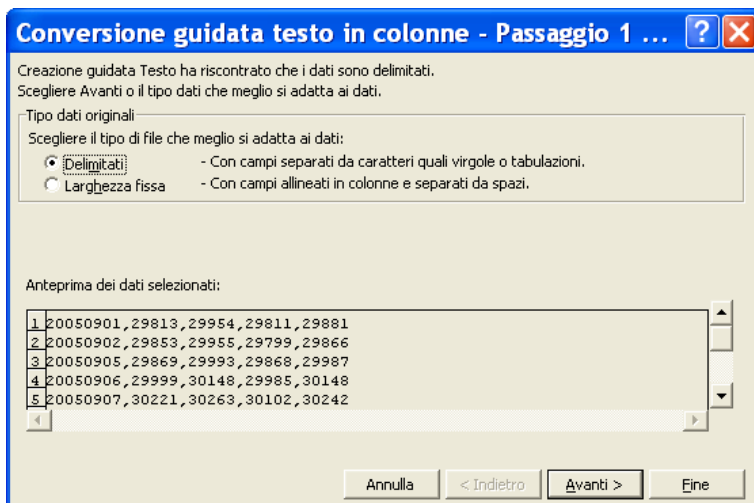 Conversione guidata testo in colonne - Passaggio 1 ...
Creazione guidata Testo ha riscontrato che i dati sono delimitati.
Scegliere Avanti o il tipo dati che meglio si adatta ai dati.
Tipo dati originali
Scegliere il tipo di file che meglio si adatta ai dati:
Delimitati - Con campi separati da caratteri quali virgole o tabulazioni.
Larghezza fissa - Con campi allineati in colonne e separati da spazi.
Anteprima dei dati selezionati:
1 20050901,29813,29954,29811,29881
2 20050902,29853,29955,29799,29866
3 20050905,29869,29993,29868,29987
4 20050906,29999,30148,29985,30148
5 20050907,30221,30263,30102,30242
Annulla < Indietro Avanti > Fine